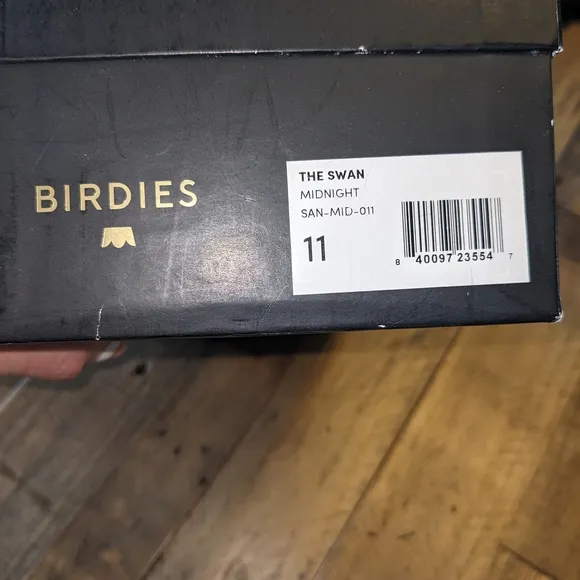 BIRDIES
THE SWAN
MIDNIGHT
SAN-MID-011
11
8 40097 23554 7